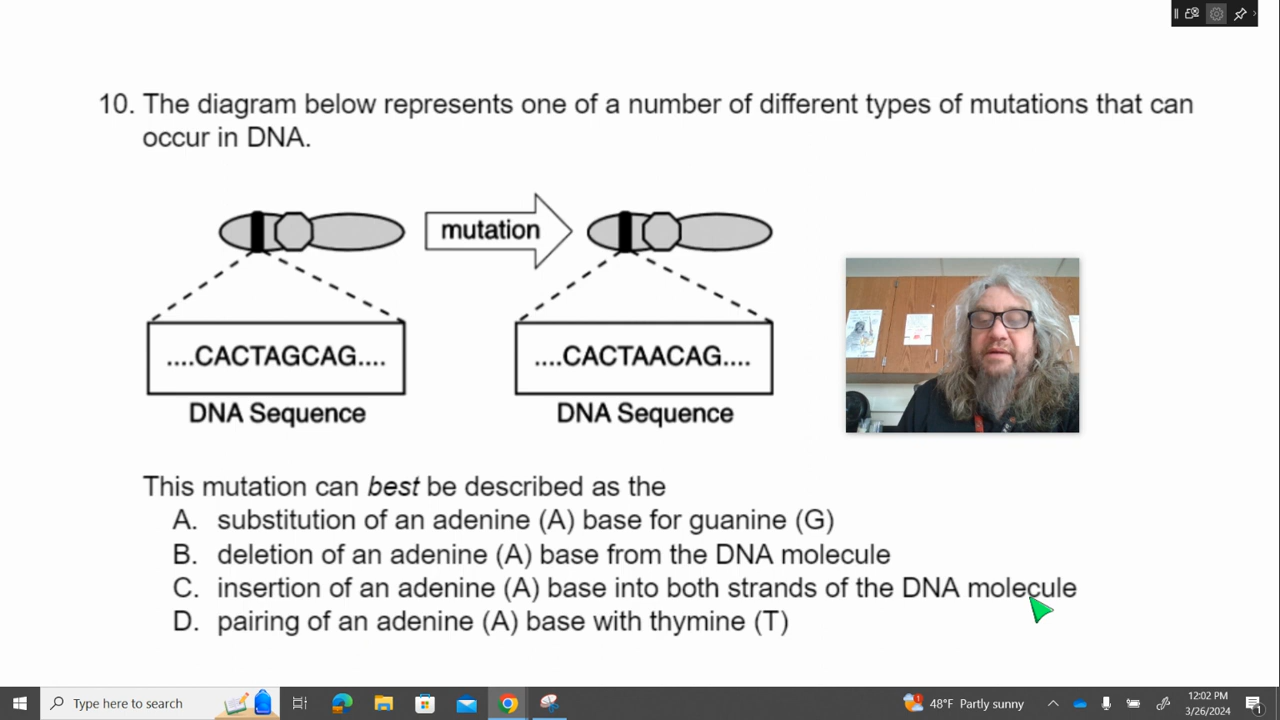 10. The diagram below represents one of a number of different types of mutations that can
occur in DNA.
mutation
....CACTAGCAG....
....CACTAACAG....
DNA Sequence
DNA Sequence
This mutation can best be described as the
A. substitution of an adenine (A) base for guanine (G)
B. deletion of an adenine (A) base from the DNA molecule
C. insertion of an adenine (A) base into both strands of the DNA molecule
D. pairing of an adenine (A) base with thymine (T)
Type here to search
1
48°F Partly sunny
12:02 PM
3/26/2024
1